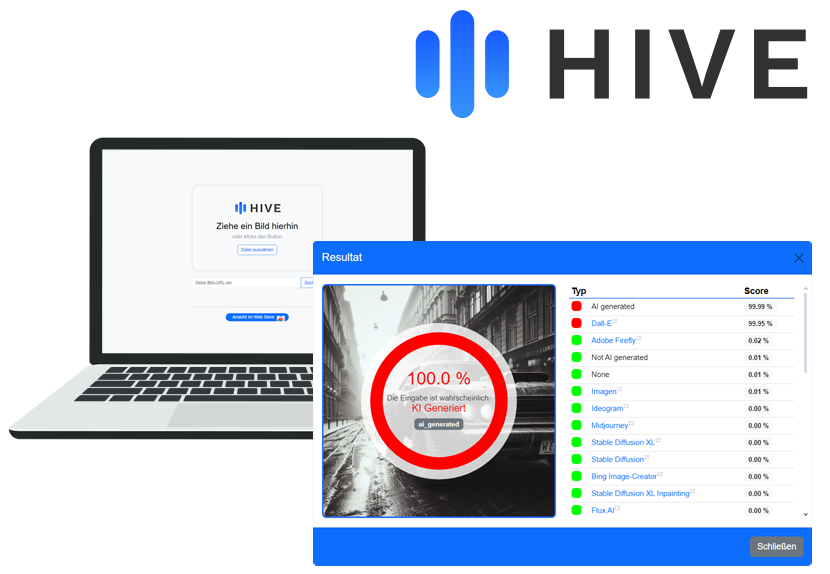 HIVE
HIVE
Ziehe ein Bild hierhin
oder klicke den Button
Datei auswählen
Gebe Bild-URL ein
Such
Ansicht im Web Store
Resultat
100.0 %
Die Eingabe ist wahrscheinlich
KI Generiert
ai_generated
Typ Score
AI generated 99.99 %
Dall-E 99.95 %
Adobe Firefly 0.02 %
Not AI generated 0.01 %
None 0.01 %
Imagen 0.01 %
Ideogram 0.00 %
Midjourney 0.00 %
Stable Diffusion XL 0.00 %
Stable Diffusion 0.00 %
Bing Image-Creator 0.00 %
Stable Diffusion XL Inpainting 0.00 %
Flux AI 0.00 %
Schließen